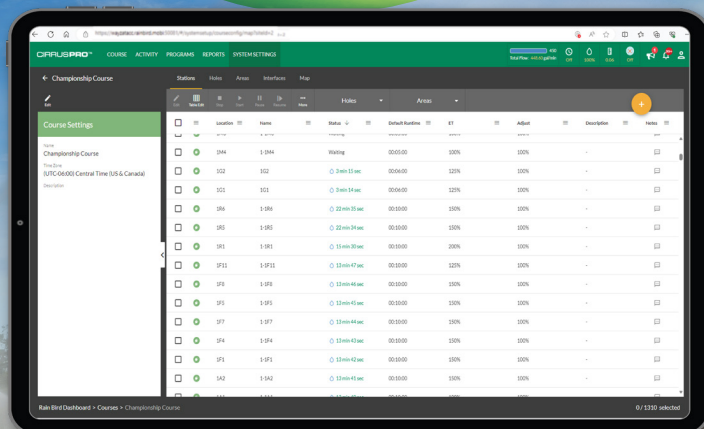 CIRRUSPRO™ COURSE ACTIVITY PROGRAMS REPORTS SYSTEM SETTINGS
Championship Course Stations Holes Areas Interfaces Map
Edit Edit Table Edit Stop Start Pause Resume More Holes Areas
Course Settings
Location Name Status Default Runtime ET Adjust Description Notes
Name
Championship Course
Time Zone
(UTC-06:00) Central Time (US & Canada)
Description
1M4 1-1M4 Waiting 00:03:00 100% 100% -
1G2 1G2 3 min 15 sec 00:06:00 125% 100% -
1G1 1G1 3 min 14 sec 00:06:00 125% 100% -
1R6 1-1R6 22 min 35 sec 00:10:00 150% 100% -
1R3 1-1R3 22 min 34 sec 00:10:00 150% 100% -
1R1 1-1R1 15 min 30 sec 00:10:00 200% 100% -
1F11 1-1F11 13 min 47 sec 00:10:00 125% 100% -
1F8 1-1F8 13 min 46 sec 00:10:00 150% 100% -
1F5 1-1F5 13 min 45 sec 00:10:00 150% 100% -
1F7 1-1F7 13 min 44 sec 00:10:00 150% 100% -
1F4 1-1F4 13 min 43 sec 00:10:00 150% 100% -
1F1 1-1F1 13 min 42 sec 00:10:00 150% 100% -
1A2 1-1A2 13 min 41 sec 00:10:00 150% 100% -
Rain Bird Dashboard > Courses > Championship Course 0 / 1310 selected